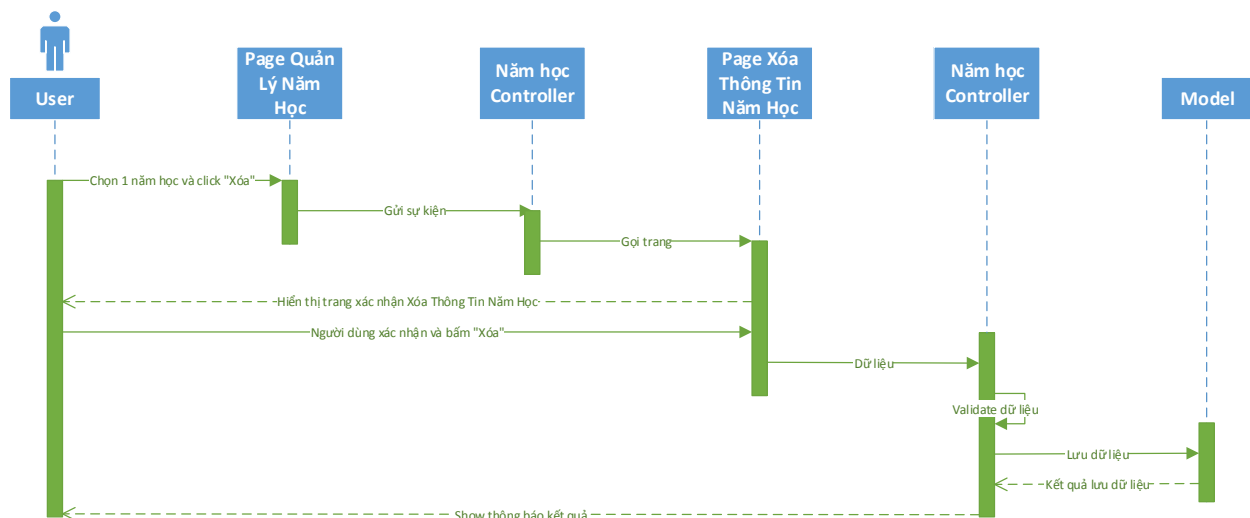 User
Page Quản
Lý Năm
Học
Năm học
Controller
Page Xóa
Thông Tin
Năm Học
Năm học
Controller
Model
Chọn 1 năm học và click "Xóa"
Gửi sự kiện
Gọi trang
Hiển thị trang xác nhận Xóa Thông Tin Năm Học
Người dùng xác nhận và bấm "Xóa"
Dữ liệu
Validate dữ liệu
Lưu dữ liệu
Kết quả lưu dữ liệu
Show thông báo kết quả